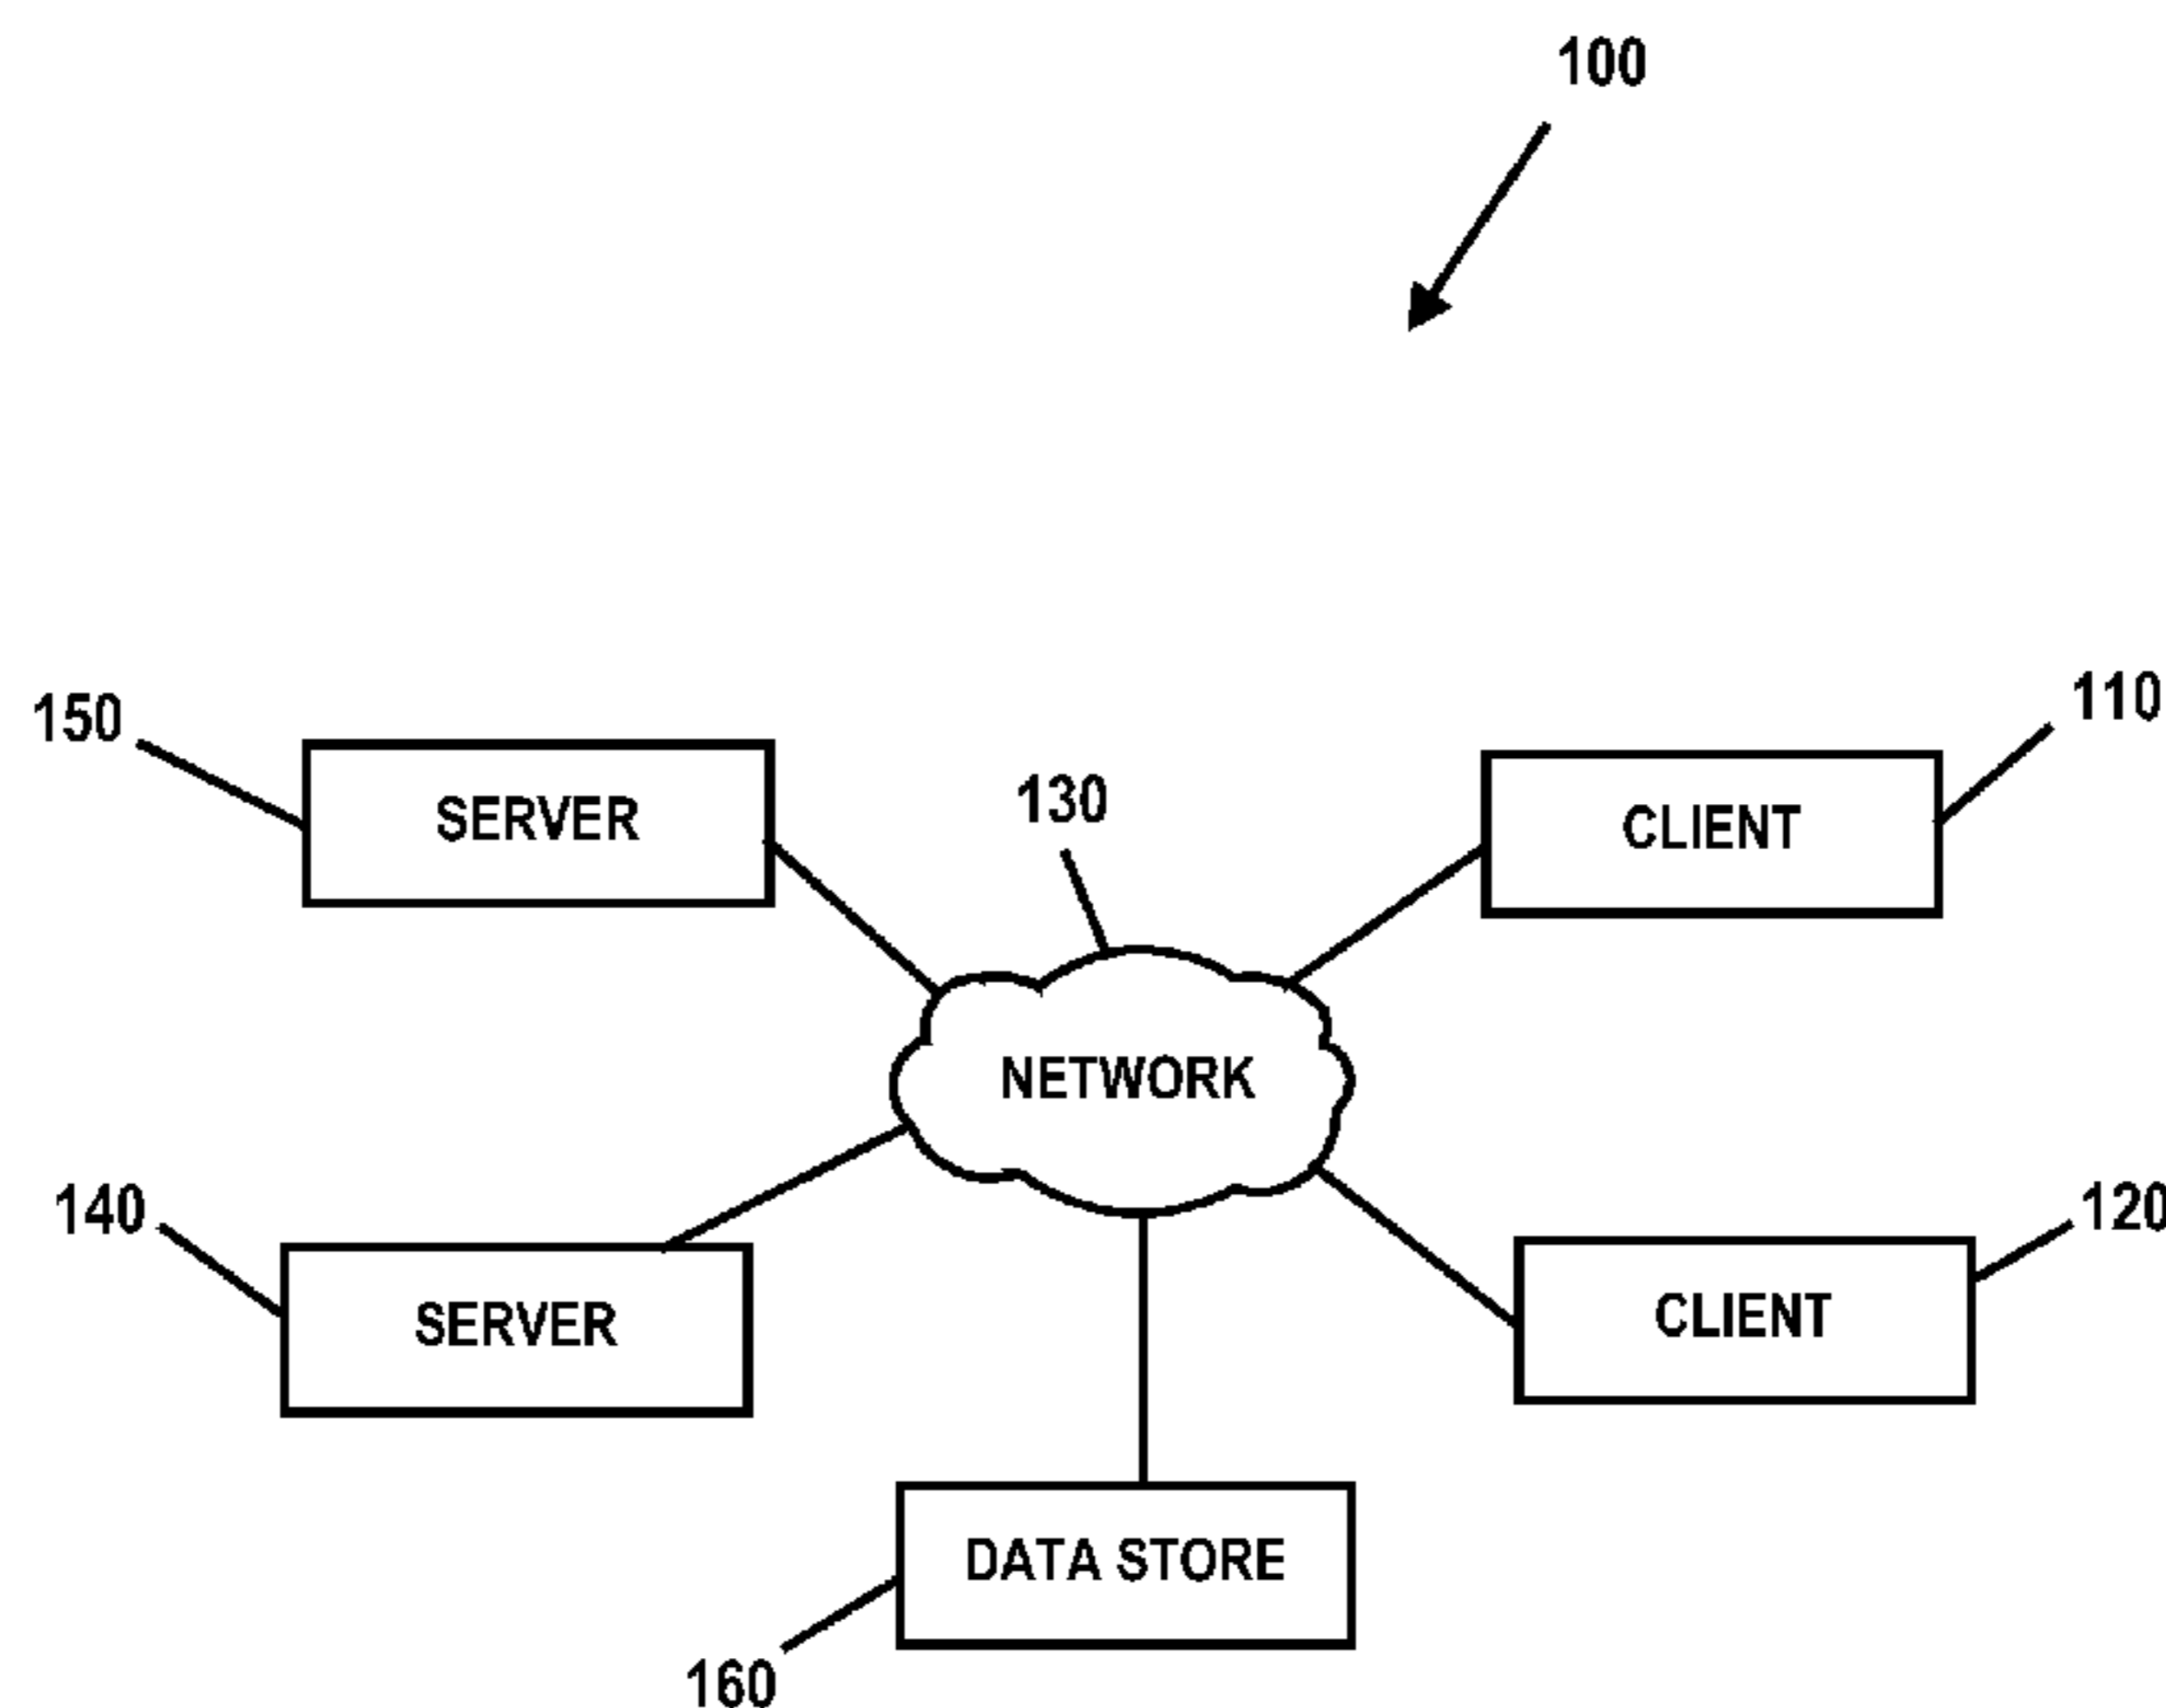 100
110
150
SERVER
130
CLIENT
NETWORK
140
120
SERVER
CLIENT
DATA STORE
160